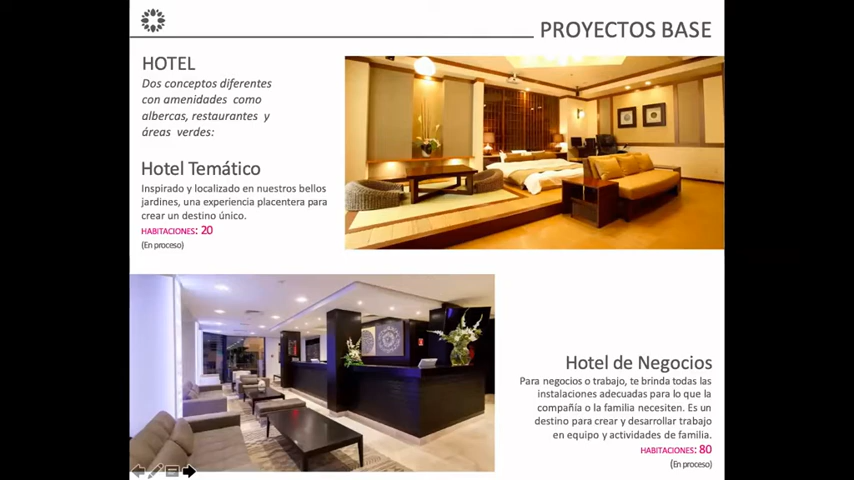 PROYECTOS BASE
HOTEL
Dos conceptos diferentes
con amenidades como
albercas, restaurantes y
áreas verdes:
Hotel Temático
Inspirado y localizado en nuestros bellos
jardines, una experiencia placentera para
crear un destino único.
HABITACIONES: 20
(En proceso)
Hotel de Negocios
Para negocios o trabajo, te brinda todas las
instalaciones adecuadas para lo que la
compañía o la familia necesiten. Es un
destino para crear y desarrollar trabajo
en equipo y actividades de familia.
HABITACIONES: 80
(En proceso)